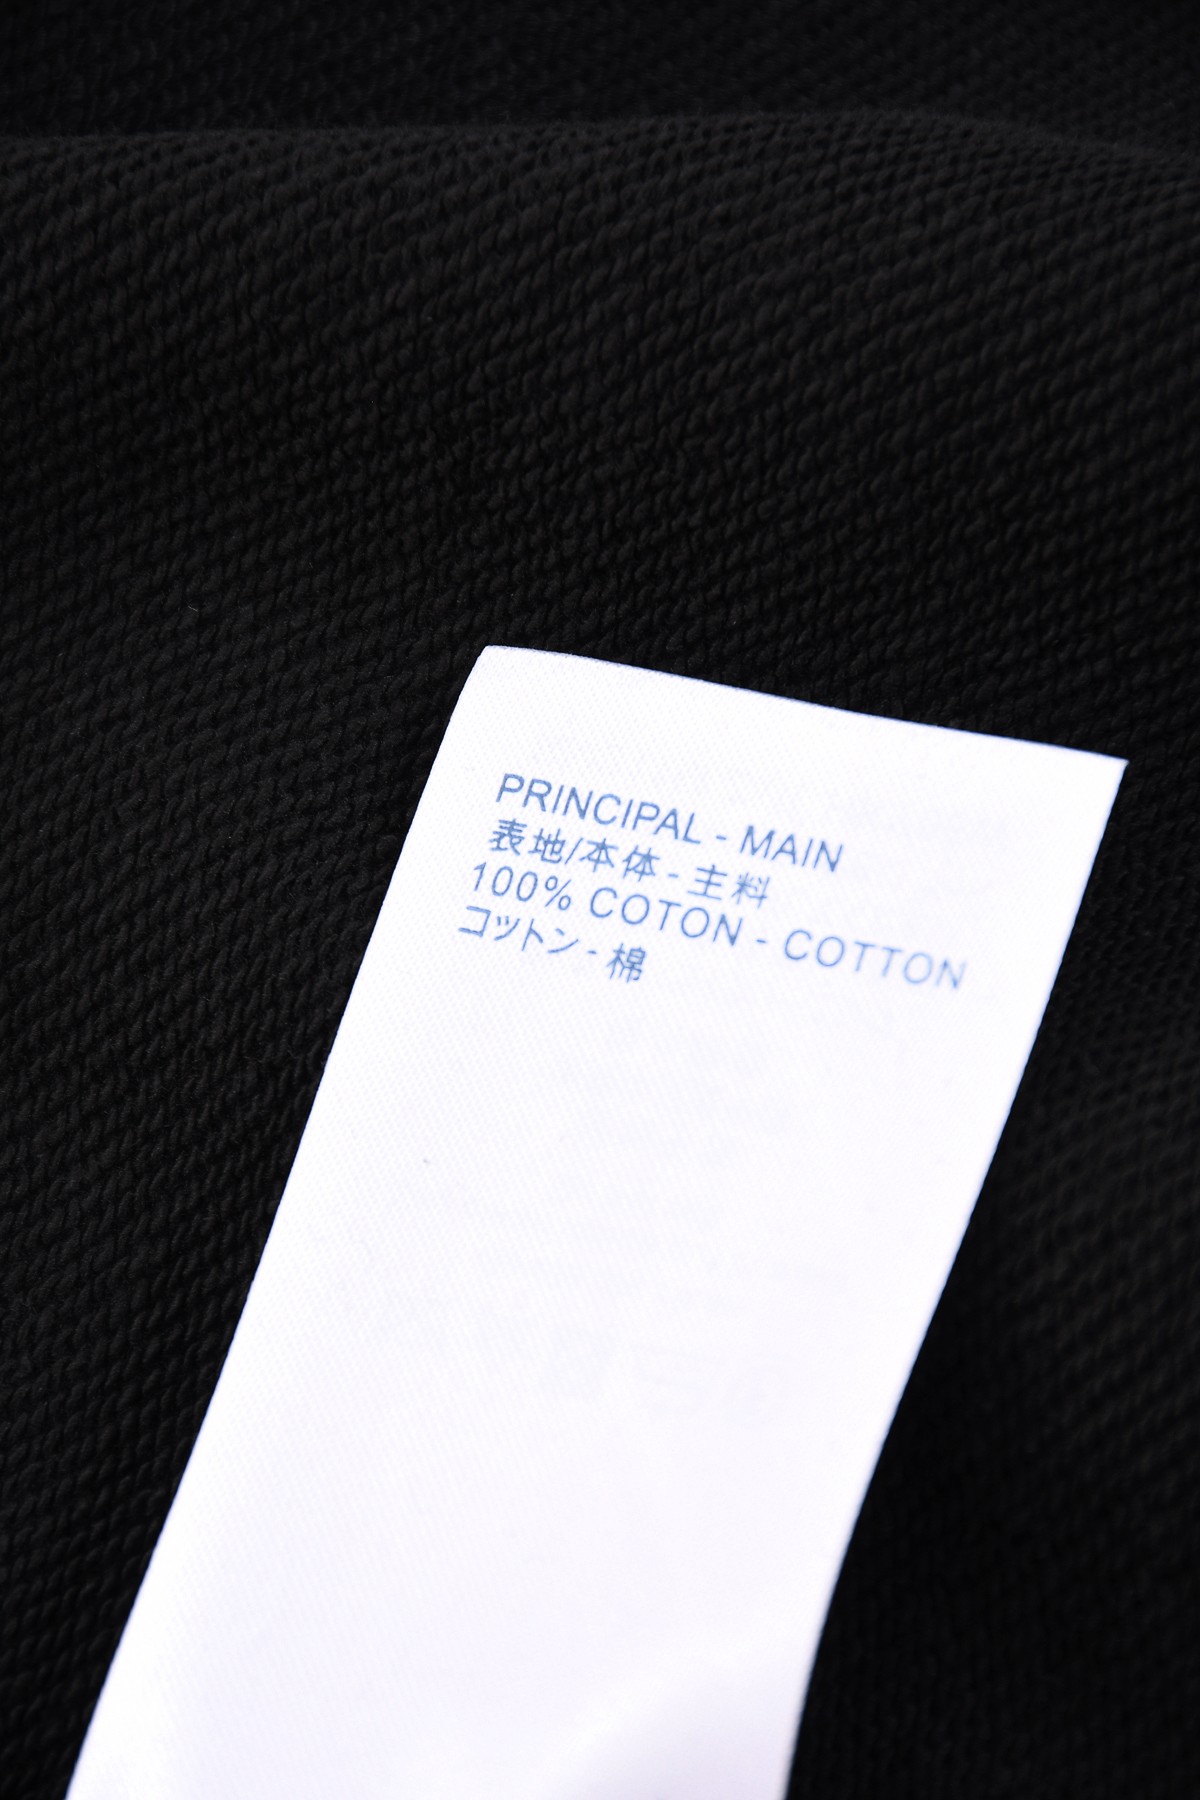 PRINCIPAL - MAIN
表地/本体 - 主料
100% COTON - COTTON
コットン - 棉